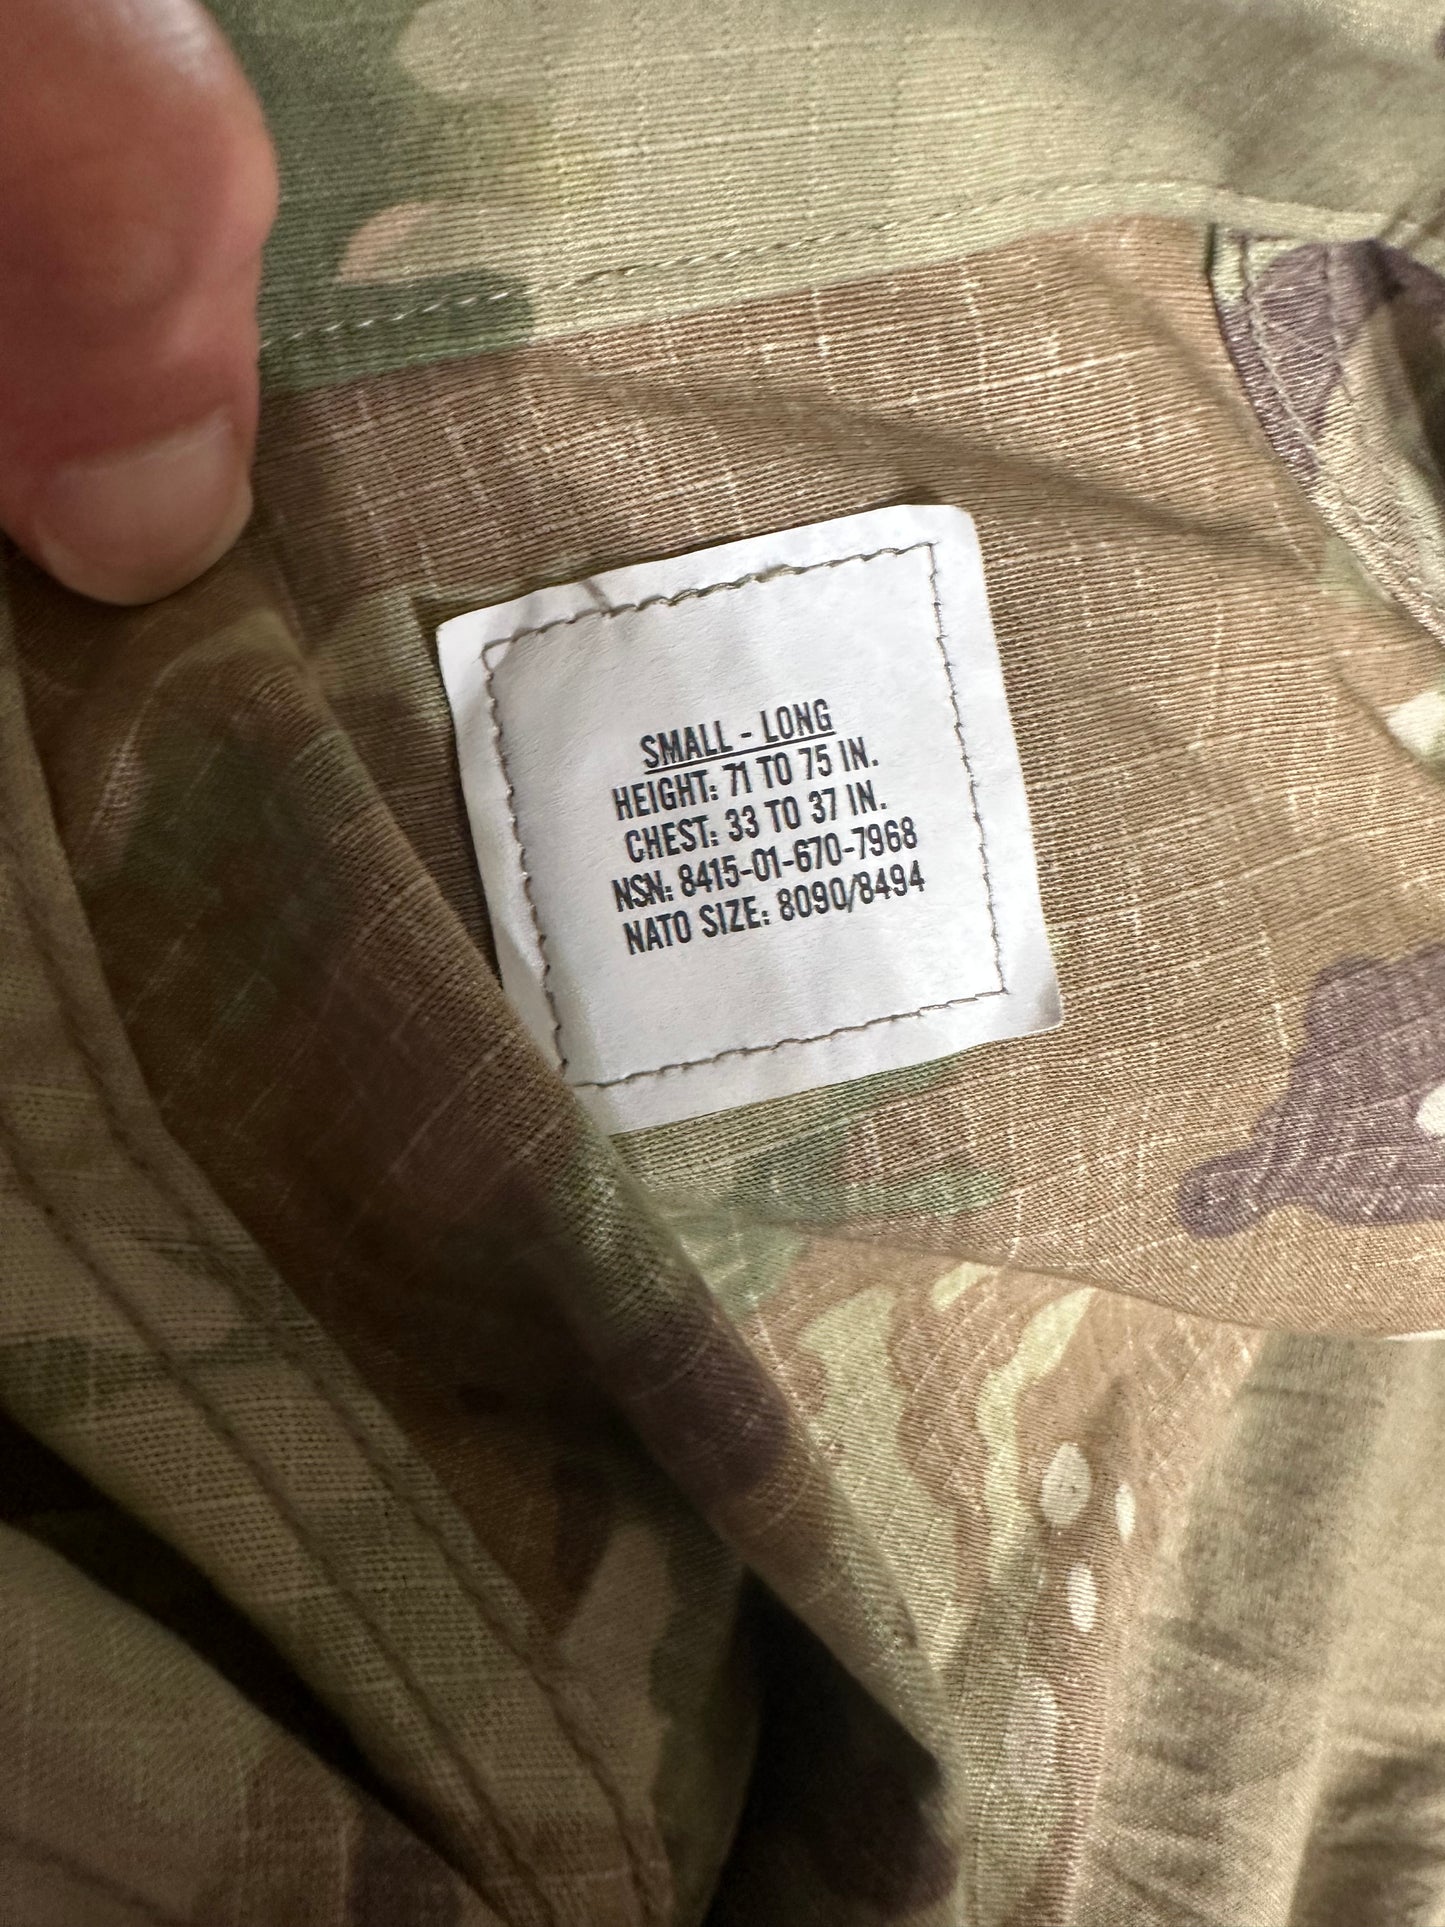 SMALL - LONG
HEIGHT: 71 TO 75 IN.
CHEST: 33 TO 37 IN.
NSN: 8415-01-670-7968
NATO SIZE: 8090/8494